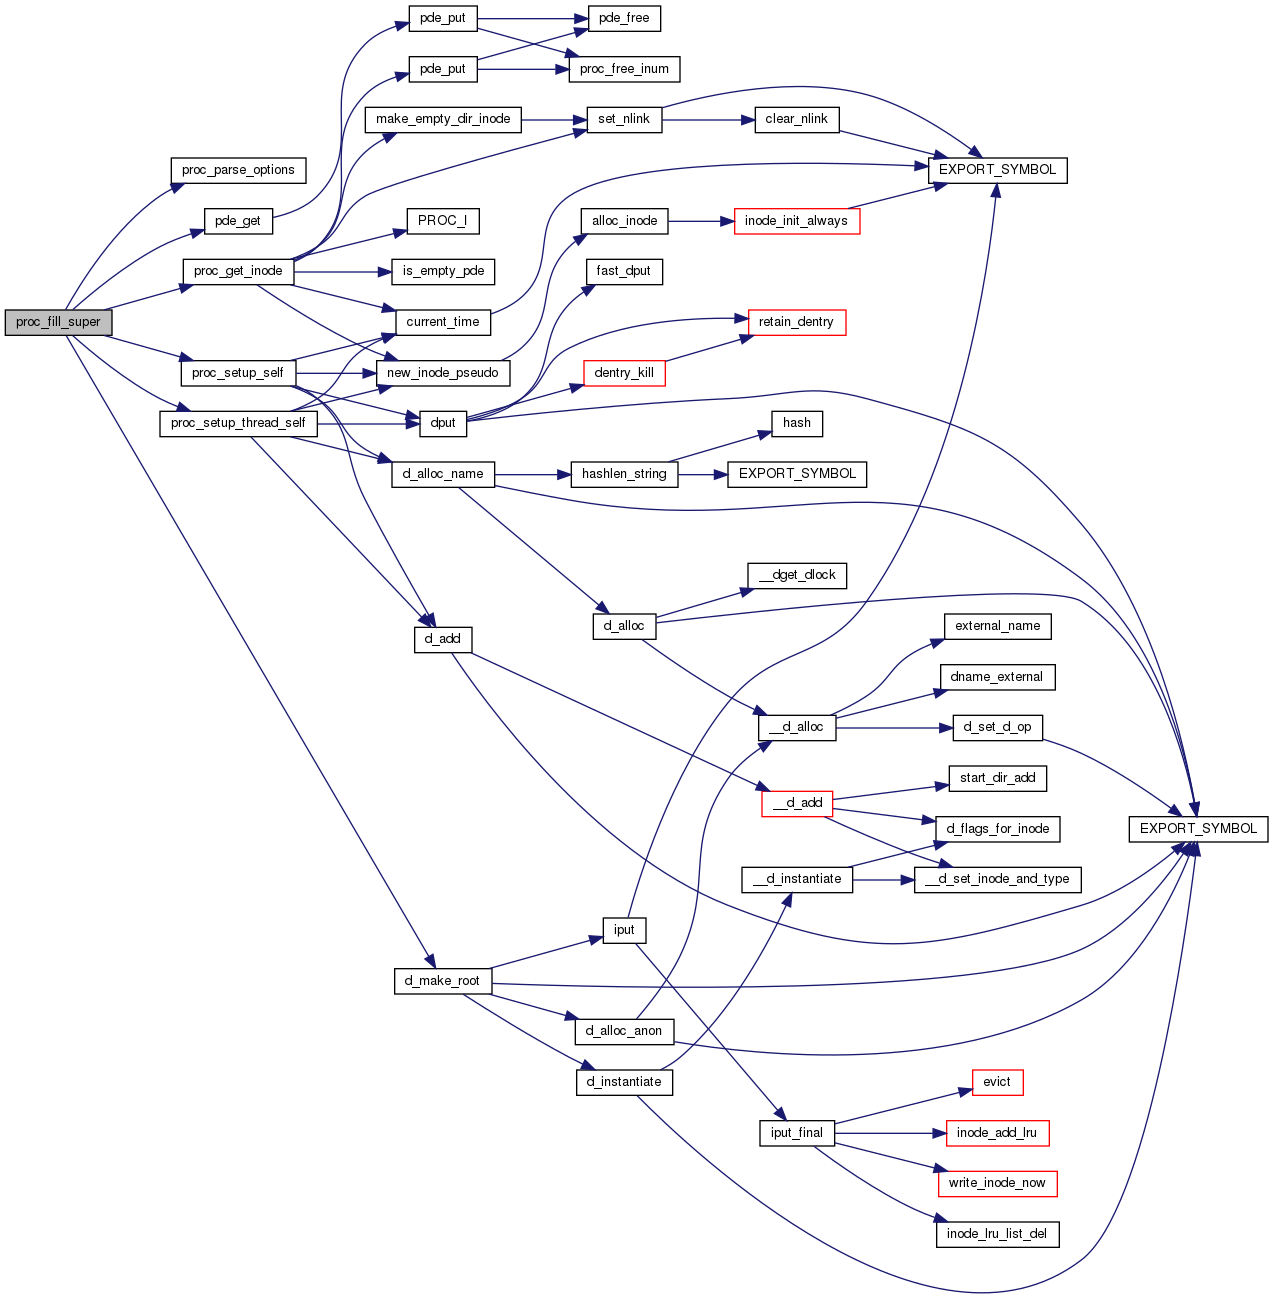 pde_put
pde_free
pde_put
proc_free_inum
make_empty_dir_inode
set_nlink
clear_nlink
proc_parse_options
EXPORT_SYMBOL
pde_get
PROC_I
alloc_inode
inode_init_always
proc_get_inode
is_empty_pde
fast_dput
proc_fill_super
current_time
retain_dentry
proc_setup_self
new_inode_pseudo
dentry_kill
proc_setup_thread_self
dput
hash
d_alloc_name
hashlen_string
EXPORT_SYMBOL
__dget_dlock
d_add
d_alloc
external_name
dname_external
__d_alloc
d_set_d_op
start_dir_add
__d_add
d_flags_for_inode
EXPORT_SYMBOL
__d_instantiate
__d_set_inode_and_type
iput
d_make_root
d_alloc_anon
d_instantiate
evict
iput_final
inode_add_lru
write_inode_now
inode_lru_list_del